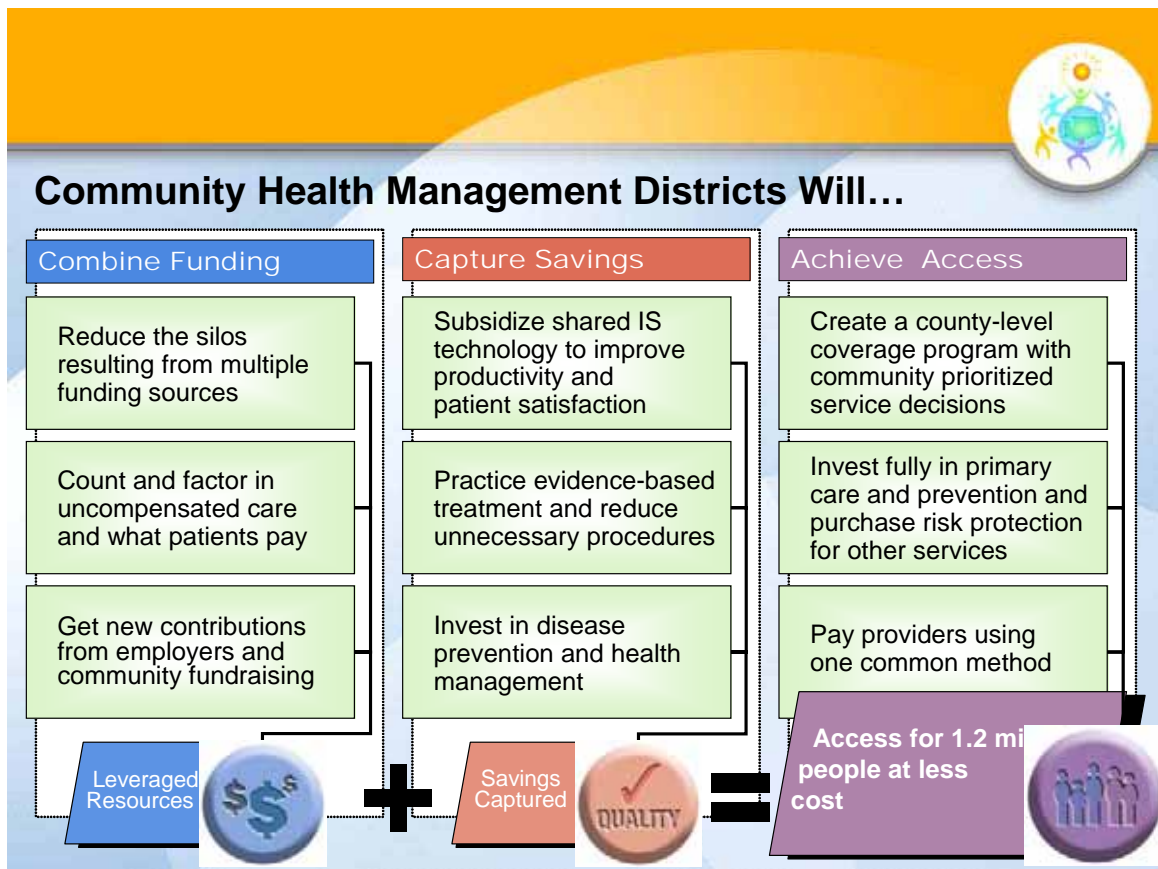 Community Health Management Districts Will…
Combine Funding
Reduce the silos
resulting from multiple
funding sources
Count and factor in
uncompensated care
and what patients pay
Get new contributions
from employers and
community fundraising
Leveraged
Resources
$$$
Capture Savings
Subsidize shared IS
technology to improve
productivity and
patient satisfaction
Practice evidence-based
treatment and reduce
unnecessary procedures
Invest in disease
prevention and health
management
+
Savings
Captured
QUALITY
Achieve Access
Create a county-level
coverage program with
community prioritized
service decisions
Invest fully in primary
care and prevention and
purchase risk protection
for other services
Pay providers using
one common method
=
Access for 1.2 mi
people at less
cost